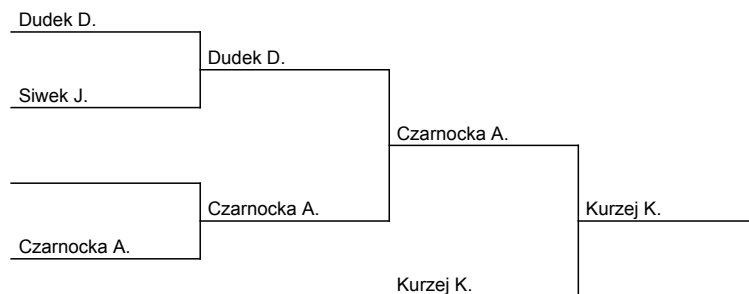 Dudek D.
Dudek D.
Siwek J.
Czarnocka A.
Czarnocka A.
Kurzej K.
Czarnocka A.
Kurzej K.